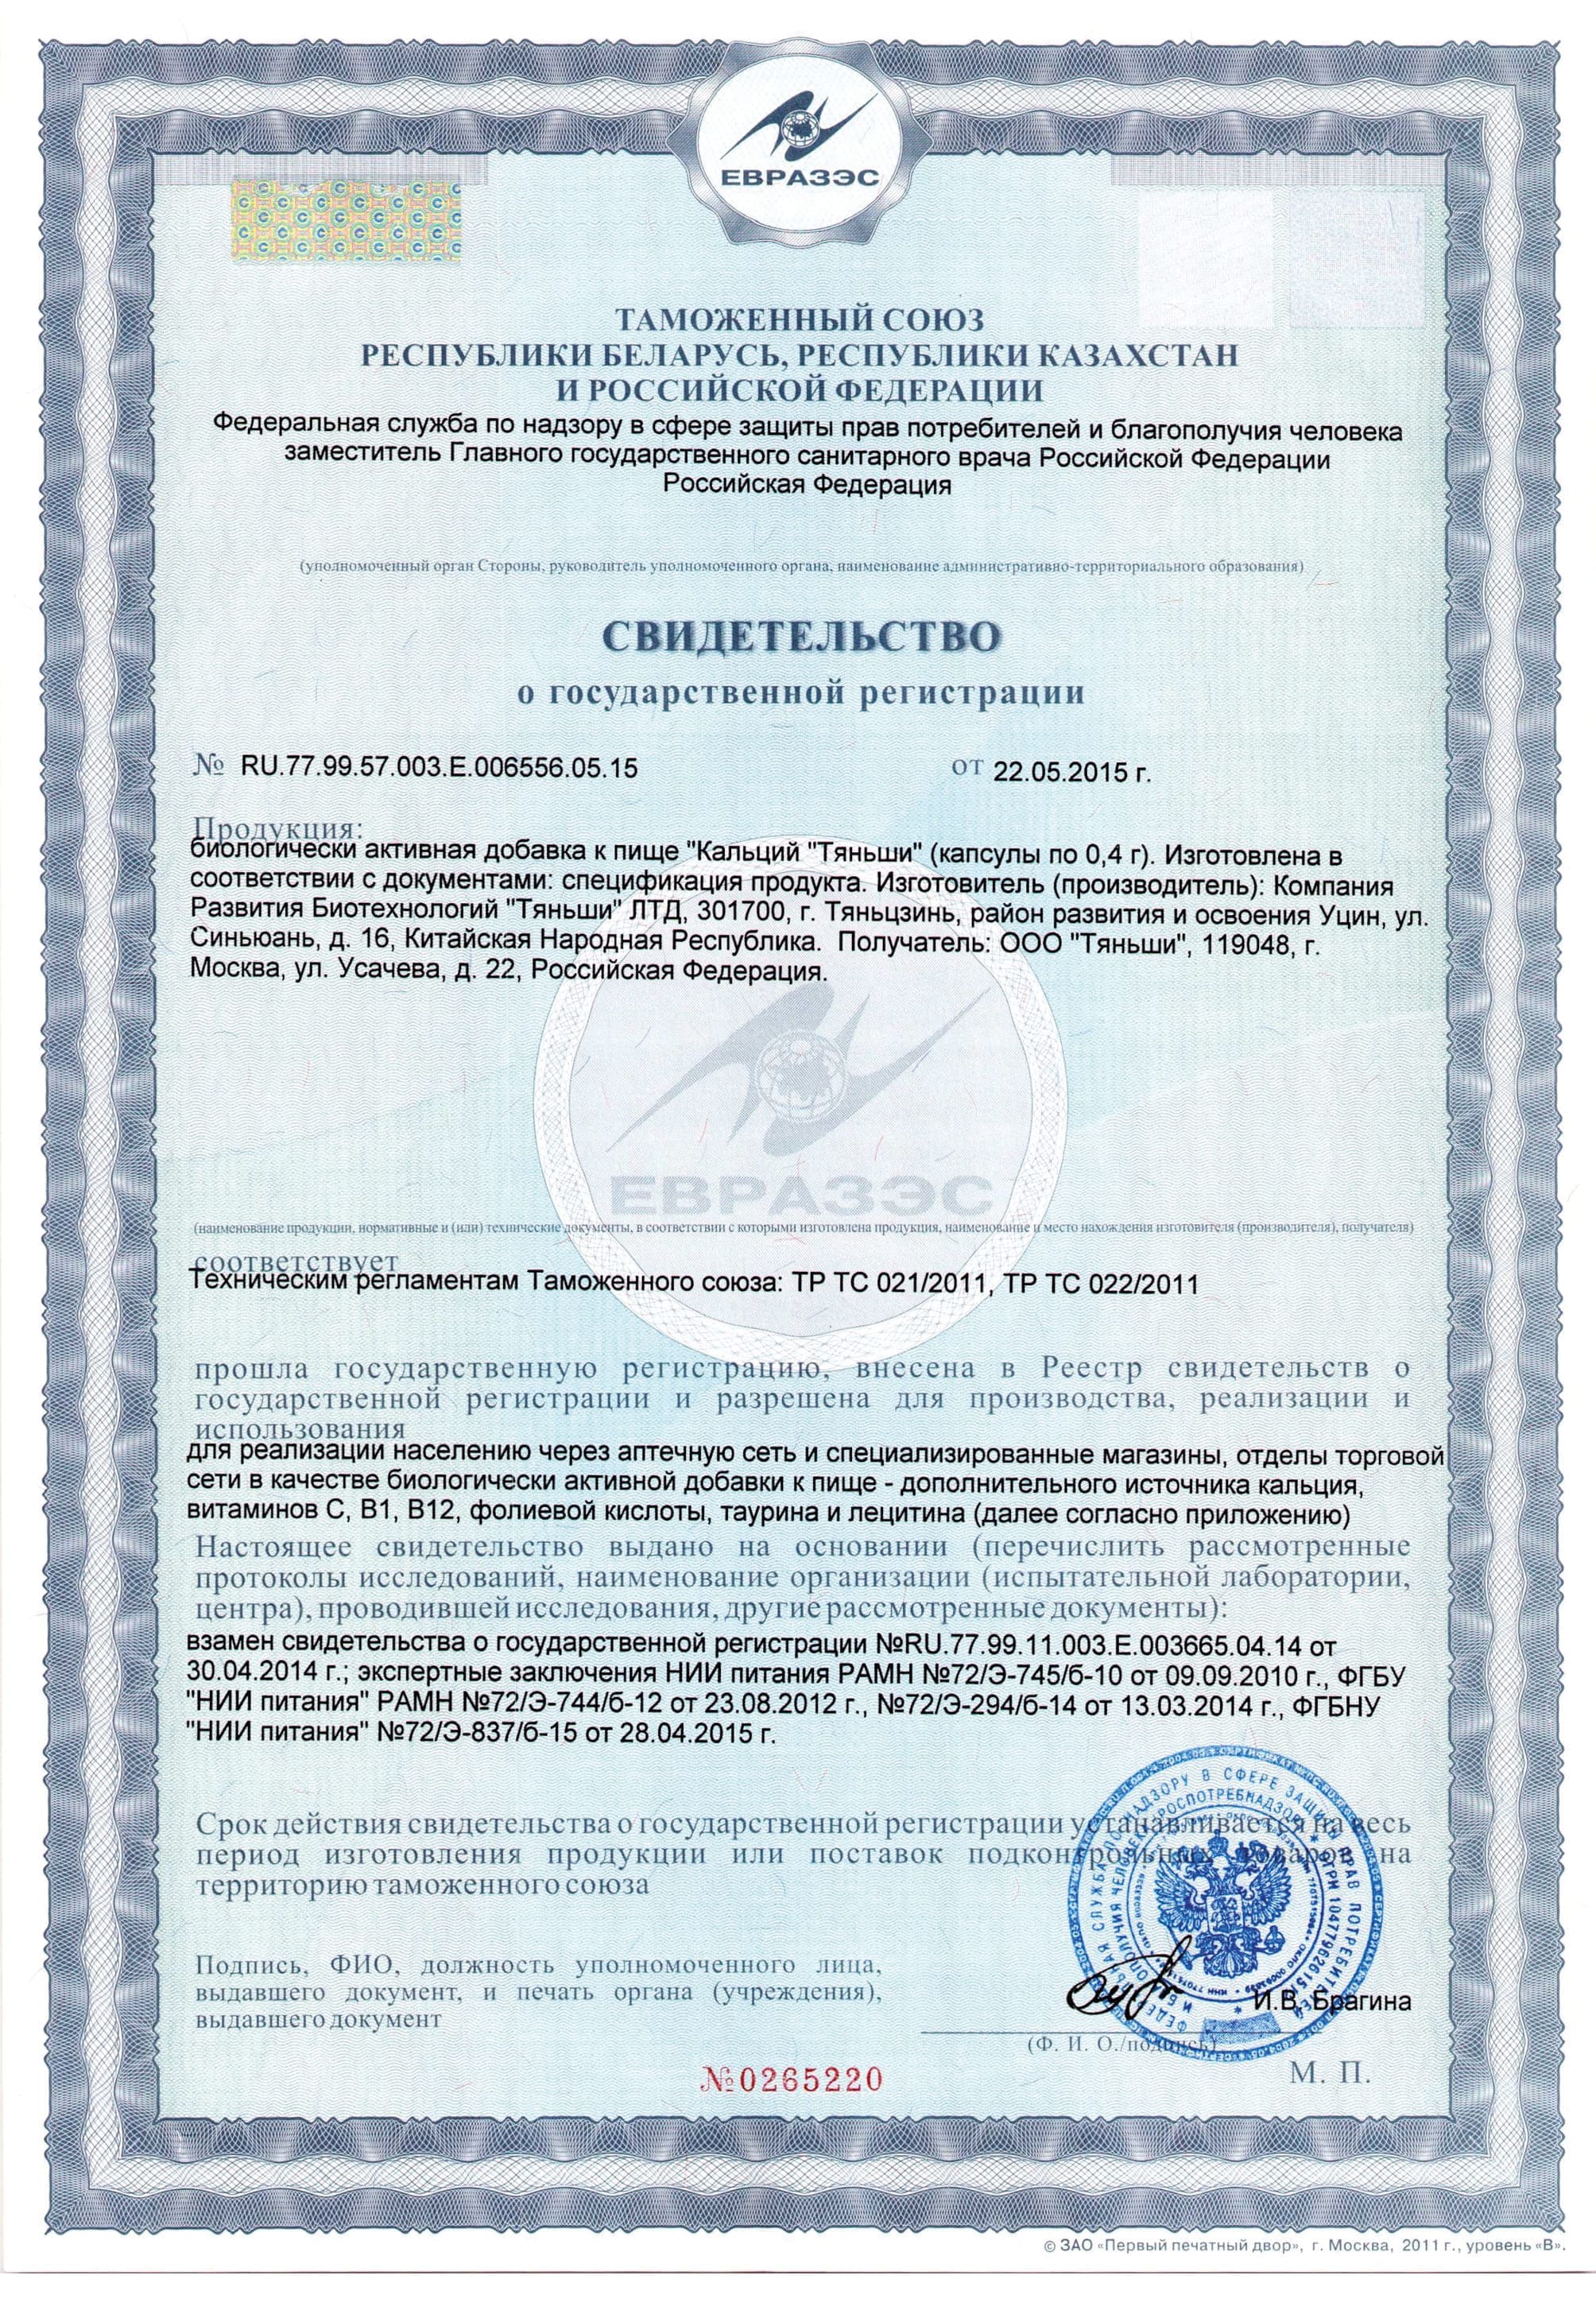 ЕВРАЗЭС
ТАМОЖЕННЫЙ СОЮЗ
РЕСПУБЛИКИ БЕЛАРУСЬ, РЕСПУБЛИКИ КАЗАХСТАН
И РОССИЙСКОЙ ФЕДЕРАЦИИ
Федеральная служба по надзору в сфере защиты прав потребителей и благополучия человека
заместитель Главного государственного санитарного врача Российской Федерации
Российская Федерация
(уполномоченный орган Стороны, руководитель уполномоченного органа, наименование административно-территориального образования)
СВИДЕТЕЛЬСТВО
о государственной регистрации
№ RU.77.99.57.003.E.006556.05.15 от 22.05.2015 г.
Продукция:
биологически активная добавка к пище "Кальций "Тяньши" (капсулы по 0,4 г). Изготовлена в
соответствии с документами: спецификация продукта. Изготовитель (производитель): Компания
Развития Биотехнологий "Тяньши" ЛТД, 301700, г. Тяньцзинь, район развития и освоения Уцин, ул.
Синьюань, д. 16, Китайская Народная Республика. Получатель: ООО "Тяньши", 119048, г.
Москва, ул. Усачева, д. 22, Российская Федерация.
ЕВРАЗЭС
(наименование продукции, нормативные и (или) технические документы, в соответствии с которыми изготовлена продукция, наименование и место нахождения изготовителя (производителя), получателя)
соответствует
Техническим регламентам Таможенного союза: ТР ТС 021/2011, ТР ТС 022/2011
прошла государственную регистрацию, внесена в Реестр свидетельств о
государственной регистрации и разрешена для производства, реализации и
использования
для реализации населению через аптечную сеть и специализированные магазины, отделы торговой
сети в качестве биологически активной добавки к пище - дополнительного источника кальция,
витаминов С, В1, В12, фолиевой кислоты, таурина и лецитина (далее согласно приложению)
Настоящее свидетельство выдано на основании (перечислить рассмотренные
протоколы исследований, наименование организации (испытательной лаборатории,
центра), проводившей исследования, другие рассмотренные документы):
взамен свидетельства о государственной регистрации №RU.77.99.11.003.E.003665.04.14 от
30.04.2014 г.; экспертные заключения НИИ питания РАМН №72/Э-745/б-10 от 09.09.2010 г., ФГБУ
"НИИ питания" РАМН №72/Э-744/б-12 от 23.08.2012 г., №72/Э-294/б-14 от 13.03.2014 г., ФГБНУ
"НИИ питания" №72/Э-837/б-15 от 28.04.2015 г.
Срок действия свидетельства о государственной регистрации устанавливается на весь
период изготовления продукции или поставок подконтрольных товаров на
территорию таможенного союза
Подпись, ФИО, должность уполномоченного лица,
выдавшего документ, и печать органа (учреждения),
выдавшего документ
И.В. Брагина
(Ф. И. О./подпись)
М. П.
№0265220
© ЗАО «Первый печатный двор», г. Москва, 2011 г., уровень «В».